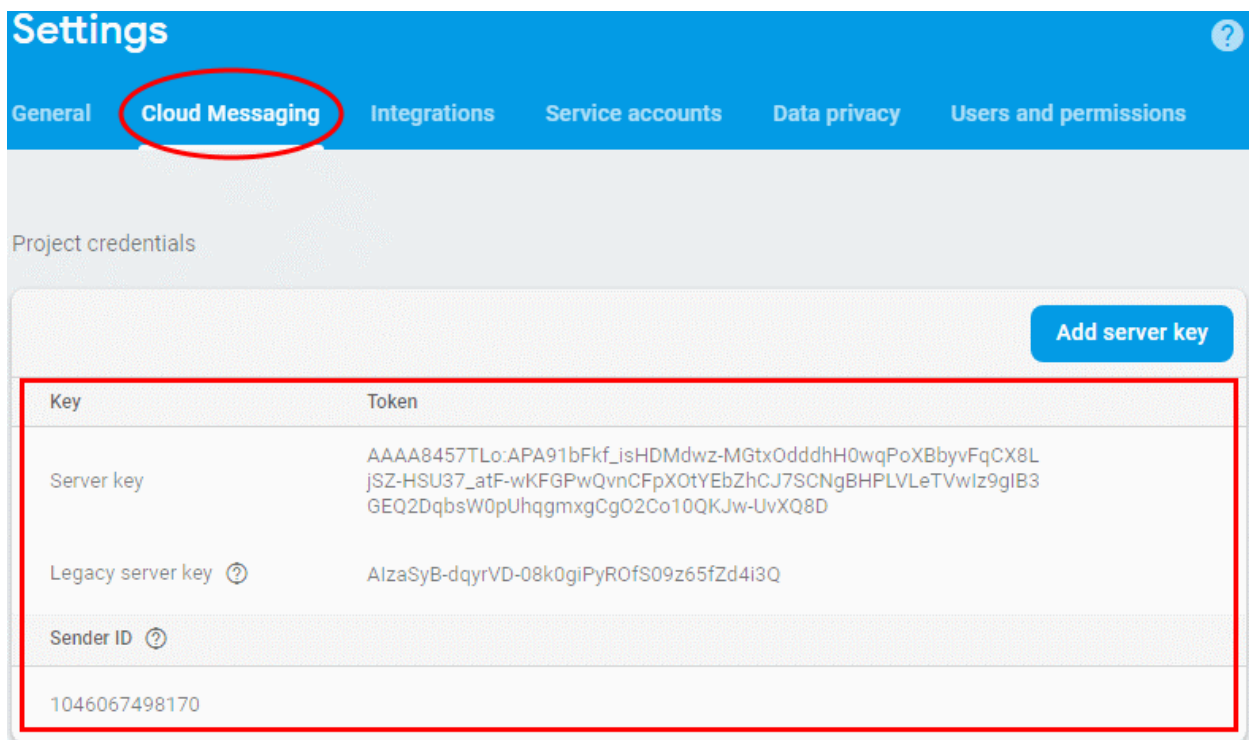 Settings
General Cloud Messaging Integrations Service accounts Data privacy Users and permissions
Project credentials
Add server key
Key Token
Server key
AAAA8457TLo:APA91bFkf_isHDMdwz-MGtxOdddhH0wqPoXBbyvFqCX8L
jSZ-HSU37_atF-wKFGPwQvnCFpXOtYEbZhCJ7SCNgBHPLVLeTVwIz9gIB3
GEQ2DqbsW0pUhqgmxgCgO2Co10QKJw-UvXQ8D
Legacy server key ? AIzaSyB-dqyrVD-08k0giPyROfS09z65fZd4i3Q
Sender ID ?
1046067498170